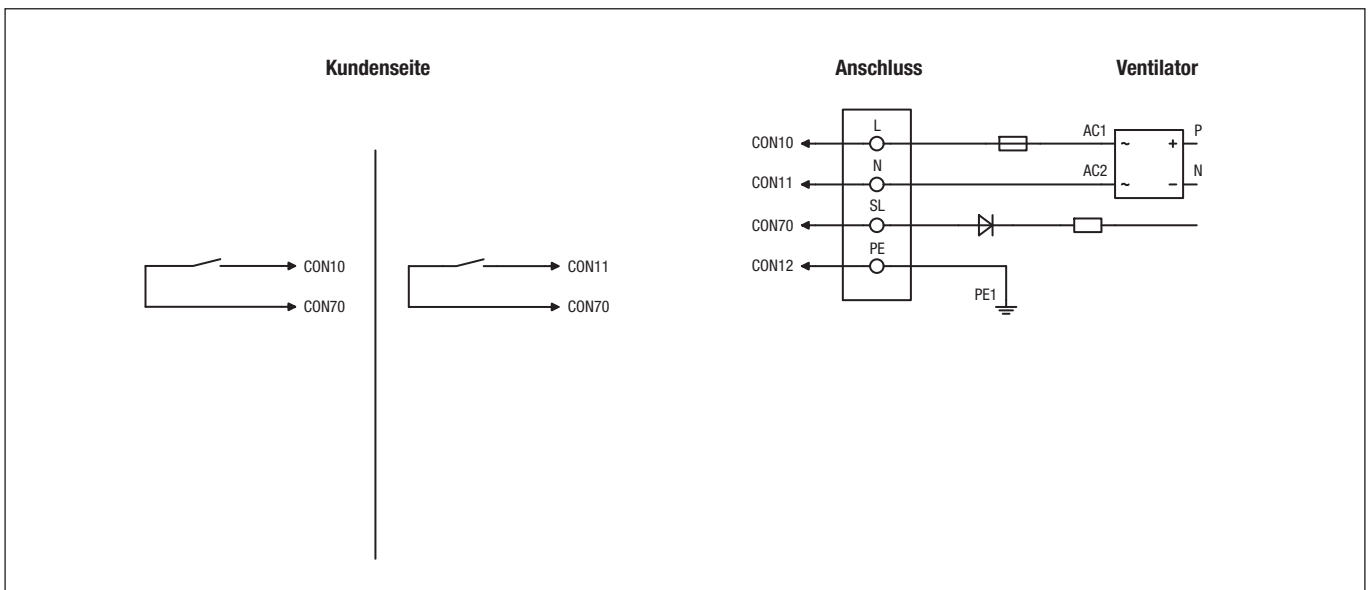 Kundenseite
Anschluss
Ventilator
L
AC1
P
CON10
~
+
N
AC2
N
CON11
~
–
SL
CON70
PE
CON12
PE1
CON10
CON70
CON11
CON70